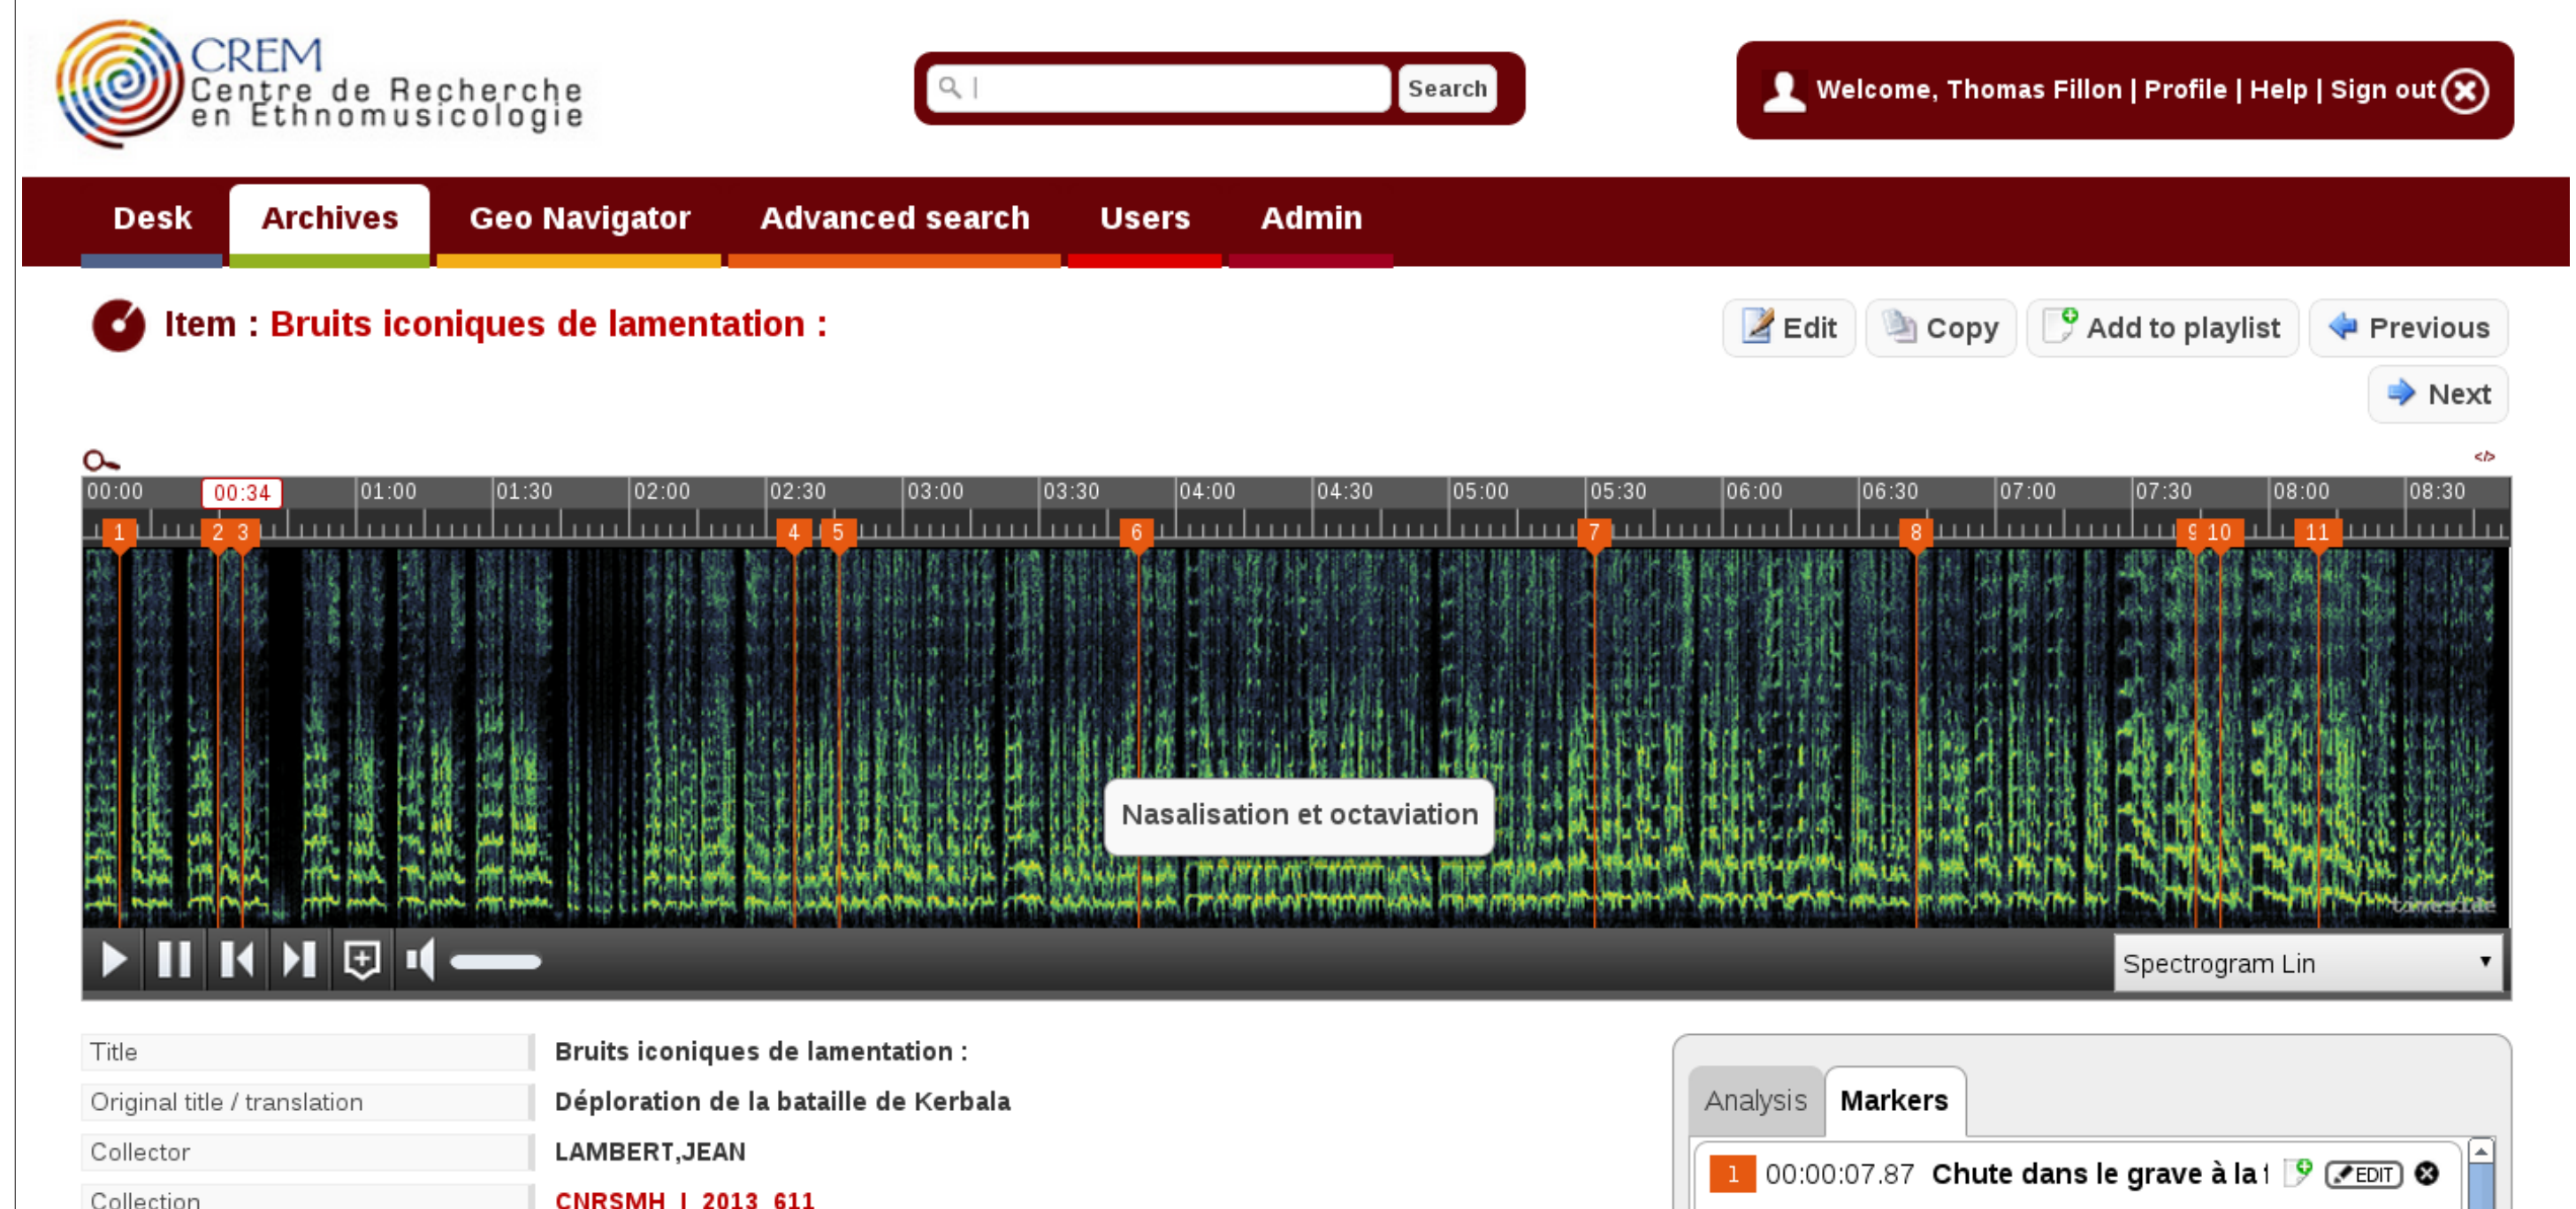 CREM
Centre de Recherche
en Ethnomusicologie
Search
Welcome, Thomas Fillon | Profile | Help | Sign out
Desk Archives Geo Navigator Advanced search Users Admin
Item : Bruits iconiques de lamentation :
Edit Copy Add to playlist Previous
Next
</>
00:00 00:34 01:00 01:30 02:00 02:30 03:00 03:30 04:00 04:30 05:00 05:30 06:00 06:30 07:00 07:30 08:00 08:30
1 2 3 4 5 6 7 8 9 10 11
Nasalisation et octaviation
timeside
Spectrogram Lin
Title Bruits iconiques de lamentation :
Original title / translation Déploration de la bataille de Kerbala
Collector LAMBERT,JEAN
Collection CNRSMH_I_2013_611
Analysis Markers
1 00:00:07.87 Chute dans le grave à la f EDIT